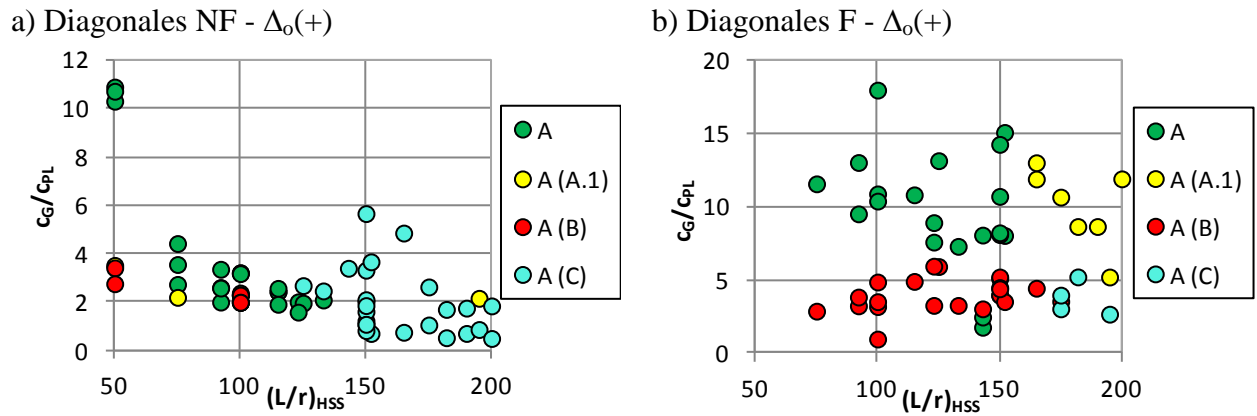 a) Diagonales NF - Δo(+)
12
10
8
6
4
2
0
cG/cPL
50 100 150 200
(L/r)HSS
A
A (A.1)
A (B)
A (C)
b) Diagonales F - Δo(+)
20
15
10
5
0
cG/cPL
50 100 150 200
(L/r)HSS
A
A (A.1)
A (B)
A (C)